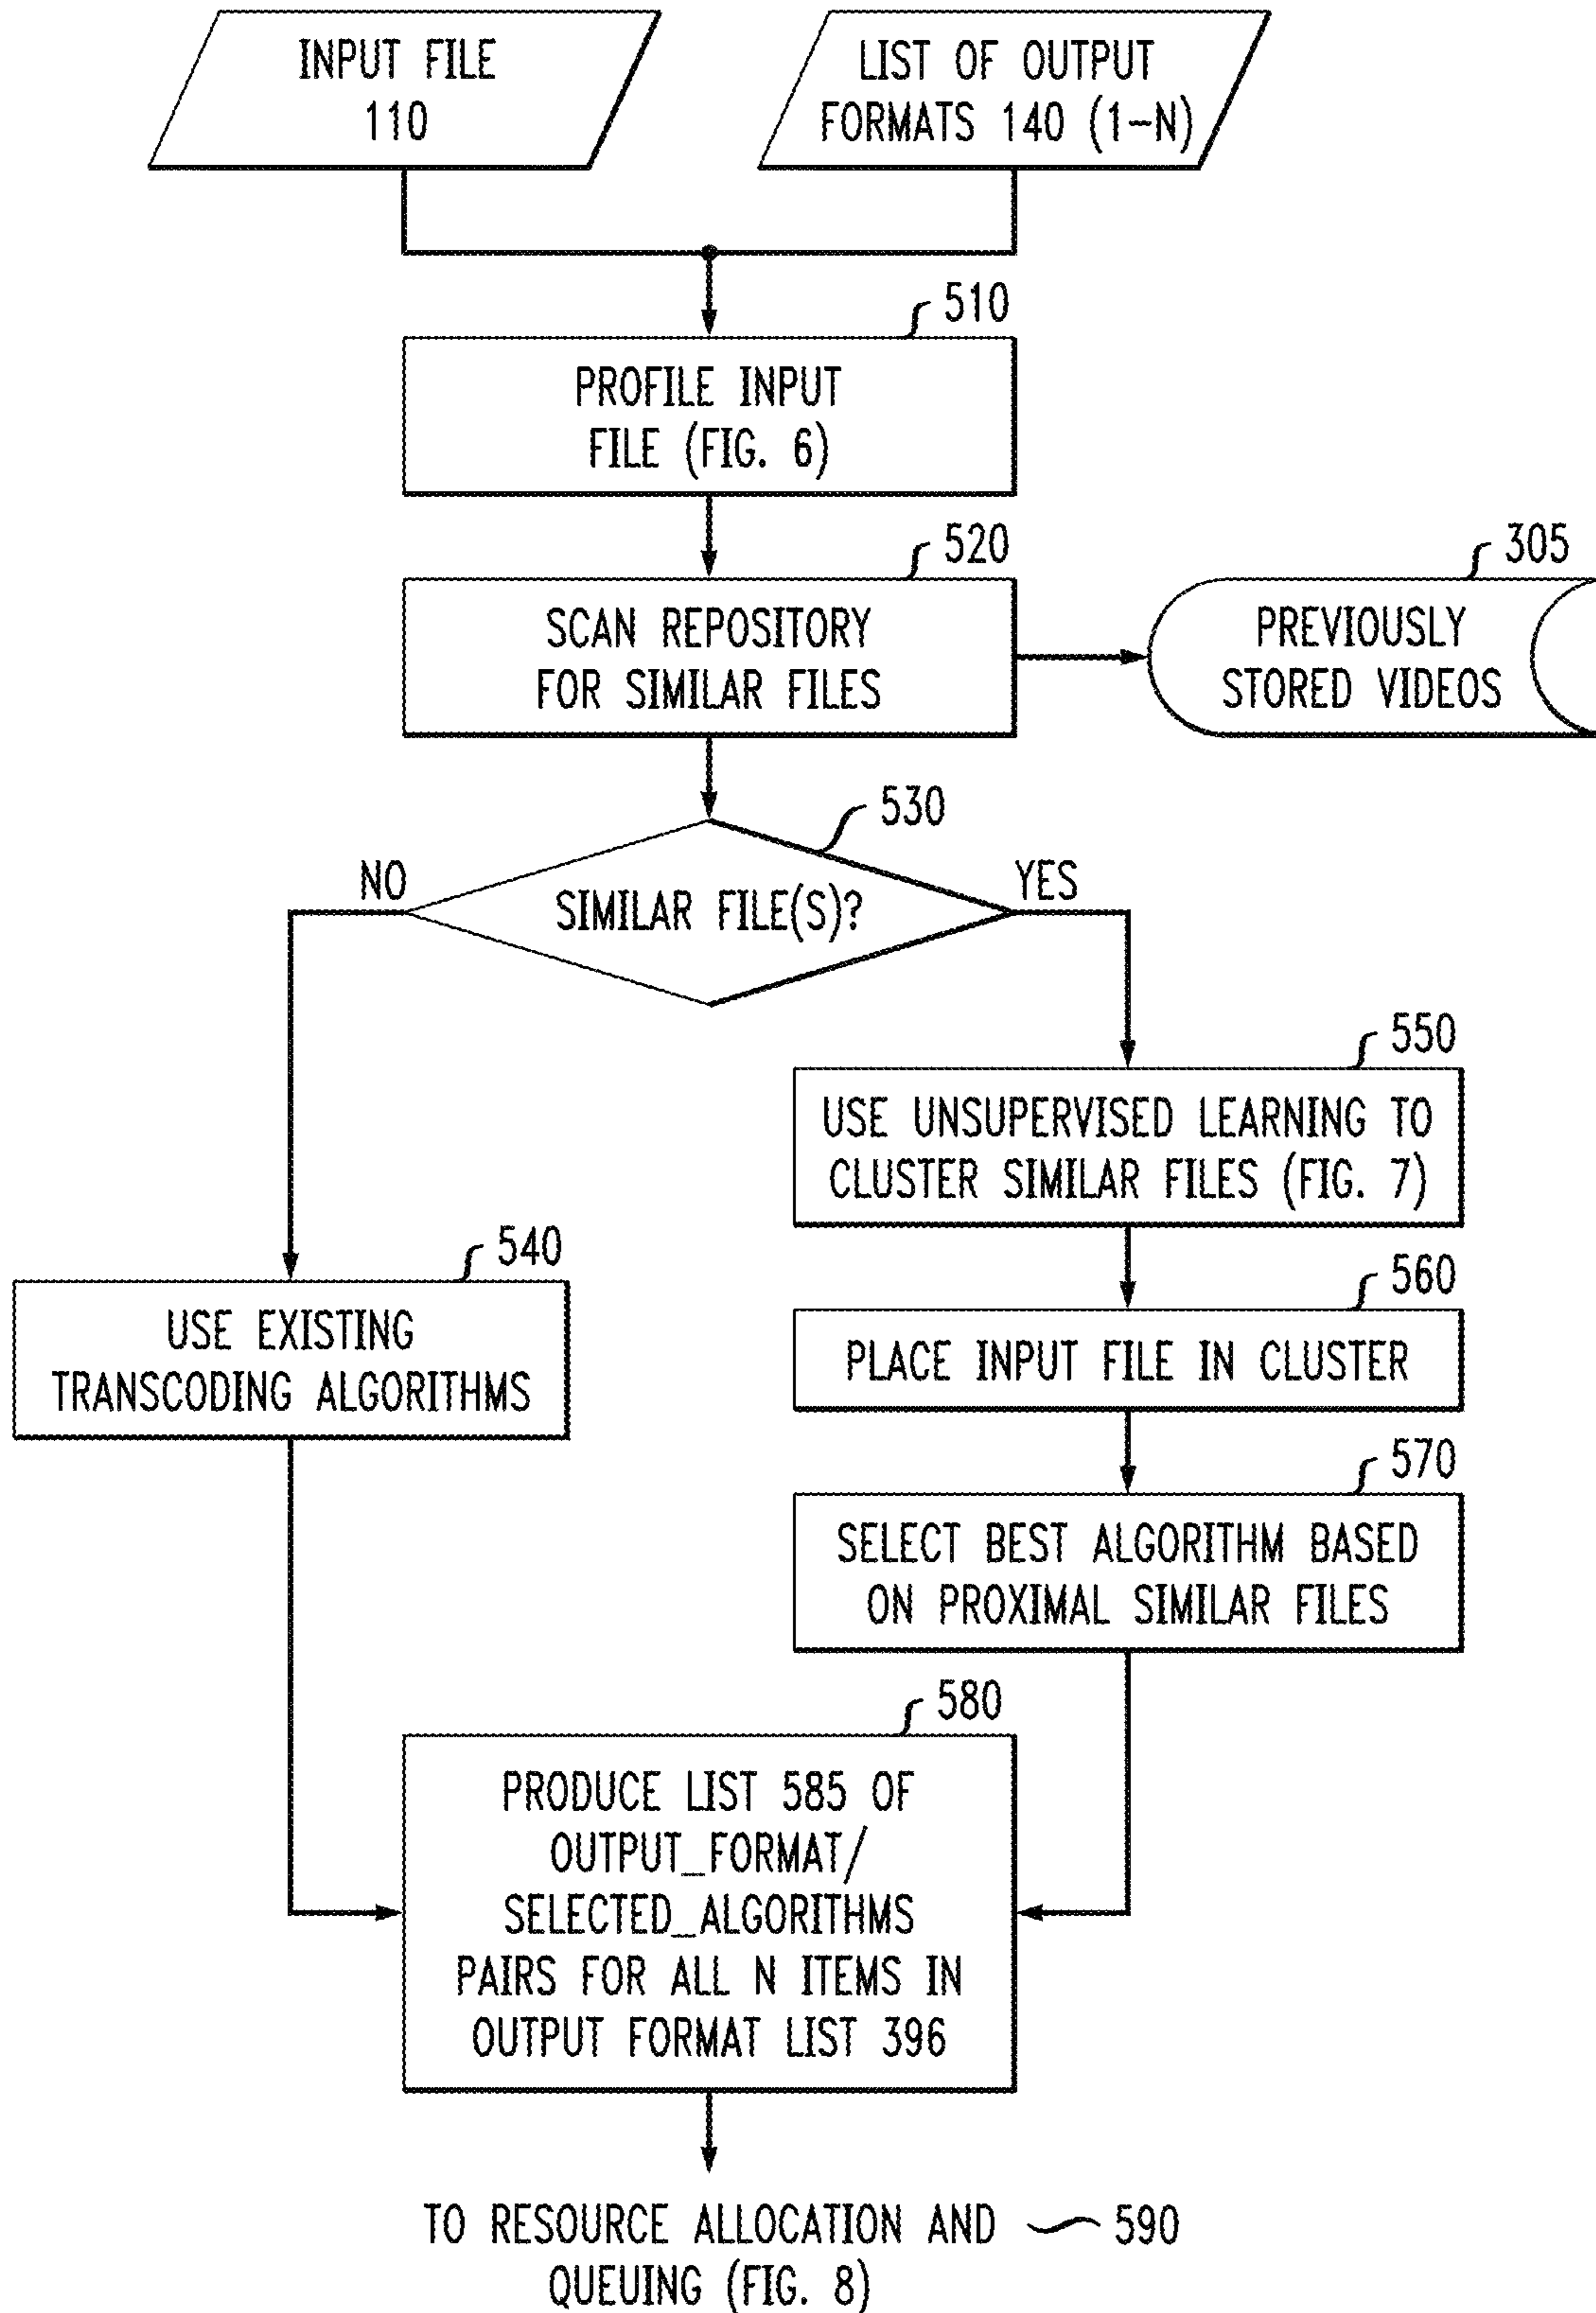 INPUT FILE
110
LIST OF OUTPUT
FORMATS 140 (1-N)
510
PROFILE INPUT
FILE (FIG. 6)
520
SCAN REPOSITORY
FOR SIMILAR FILES
305
PREVIOUSLY
STORED VIDEOS
530
SIMILAR FILE(S)?
NO
YES
540
USE EXISTING
TRANSCODING ALGORITHMS
550
USE UNSUPERVISED LEARNING TO
CLUSTER SIMILAR FILES (FIG. 7)
560
PLACE INPUT FILE IN CLUSTER
570
SELECT BEST ALGORITHM BASED
ON PROXIMAL SIMILAR FILES
580
PRODUCE LIST 585 OF
OUTPUT_FORMAT/
SELECTED_ALGORITHMS
PAIRS FOR ALL N ITEMS IN
OUTPUT FORMAT LIST 396
TO RESOURCE ALLOCATION AND
QUEUING (FIG. 8)
590